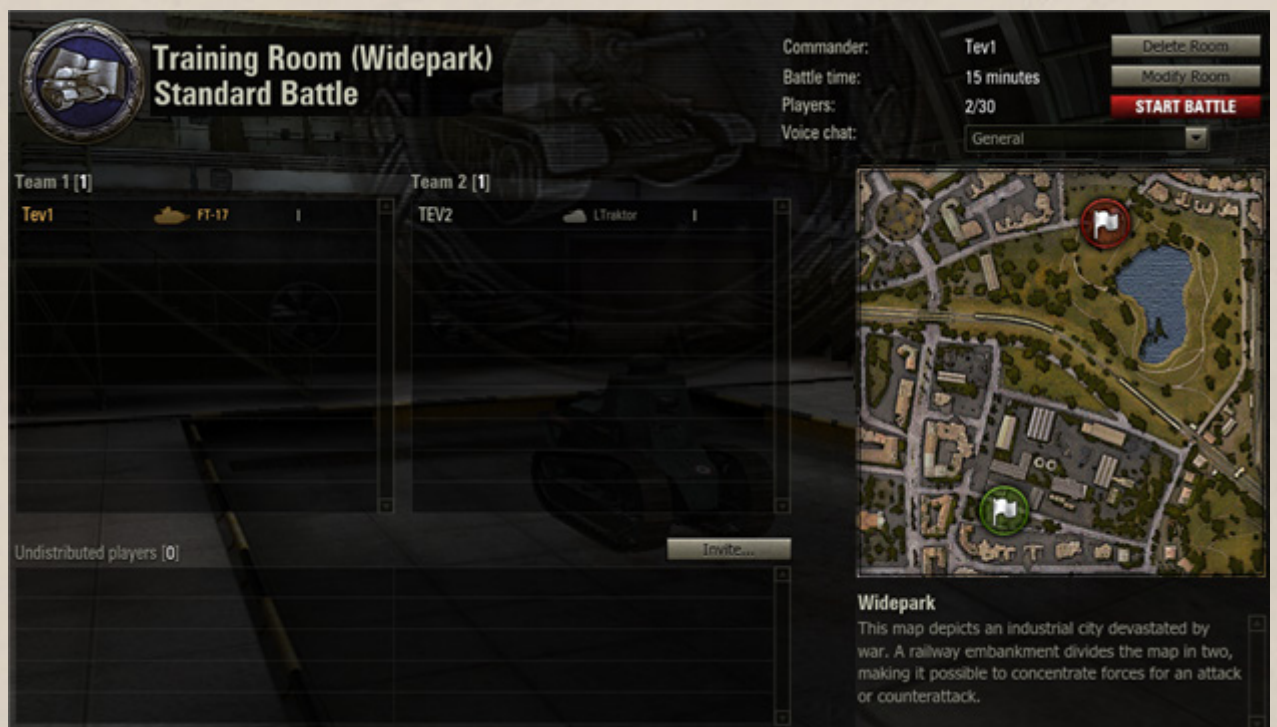 Training Room (Widepark)
Standard Battle
Commander: Tev1 Delete Room
Battle time: 15 minutes Modify Room
Players: 2/30 START BATTLE
Voice chat: General
Team 1 [1]
Tev1 FT-17 I
Team 2 [1]
TEV2 LTraktor I
Undistributed players [0]
Invite...
Widepark
This map depicts an industrial city devastated by
war. A railway embankment divides the map in two,
making it possible to concentrate forces for an attack
or counterattack.